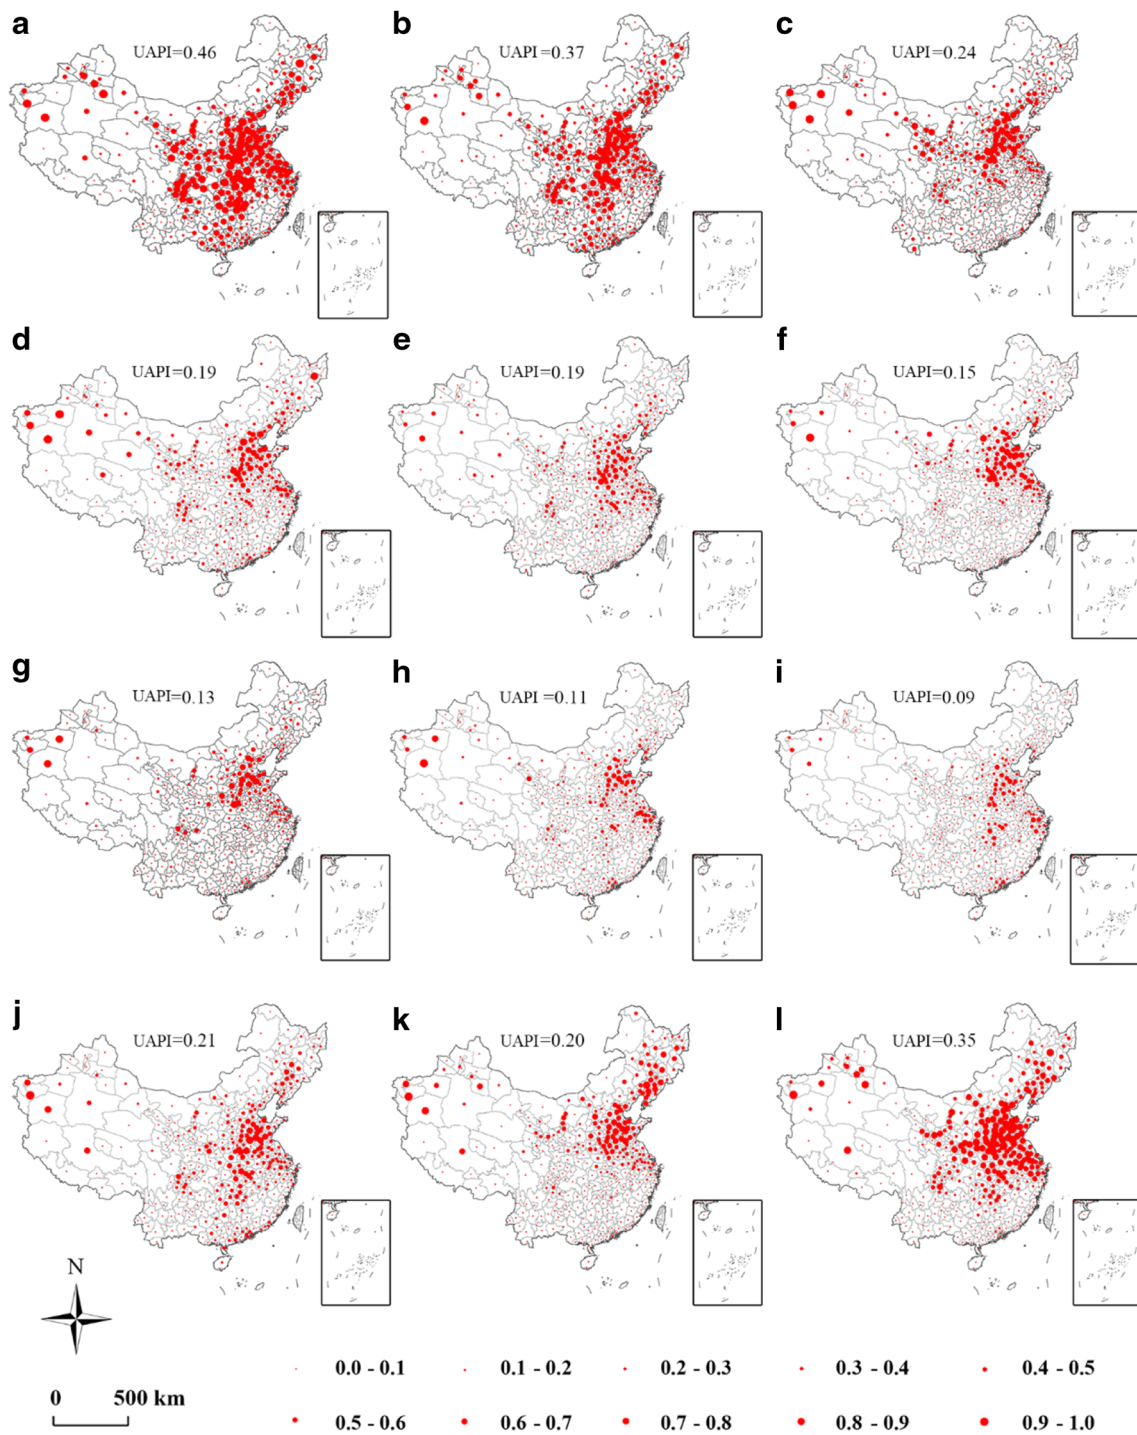 a b c
UAPI=0.46 UAPI=0.37 UAPI=0.24
d e f
UAPI=0.19 UAPI=0.19 UAPI=0.15
g h i
UAPI=0.13 UAPI =0.11 UAPI=0.09
j k l
UAPI=0.21 UAPI=0.20 UAPI=0.35
N
0.0 - 0.1 0.1 - 0.2 0.2 - 0.3 0.3 - 0.4 0.4 - 0.5
0 500 km
0.5 - 0.6 0.6 - 0.7 0.7 - 0.8 0.8 - 0.9 0.9 - 1.0